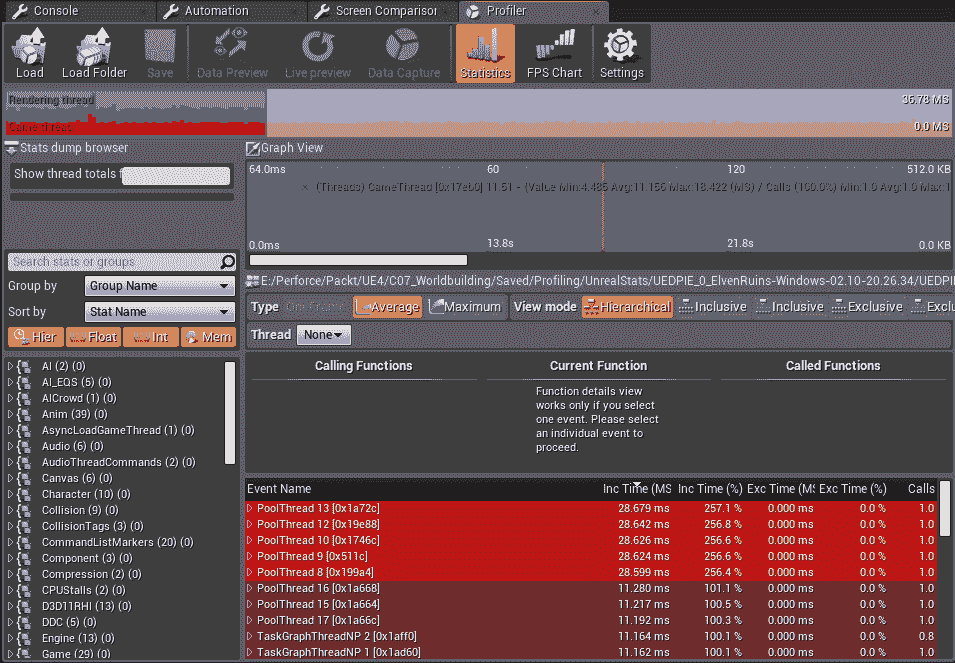 Console
Automation
Screen Comparison
Profiler
Load
Load Folder
Save
Data Preview
Live preview
Data Capture
Statistics
FPS Chart
Settings
Rendering thread
36.78 MS
Game thread
0.0 MS
Stats dump browser
Graph View
Show thread totals f
64.0ms 60 120 512.0 KB
× (Threads) GameThread [0x17eb0] 11.51 - (Value Min:4.485 Avg:11.156 Max:18.422 (MS) / Calls (100.0%) Min:1.0 Avg:1.0 Max:1
0.0ms 13.8s 21.8s 0.0 KB
Search stats or groups
E:/Perforce/Packt/UE4/C07_Worldbuilding/Saved/Profiling/UnrealStats/UEDPIE_0_ElvenRuins-Windows-02.10-20.26.34/UEDPI
Group by Group Name
Sort by Stat Name
Hier Float Int Mem
Type One-Frame Average Maximum View mode Hierarchical Inclusive Inclusive Exclusive Exclu
Thread None
AI (2) (0)
AI_EQS (5) (0)
AICrowd (1) (0)
Anim (39) (0)
AsyncLoadGameThread (1) (0)
Audio (6) (0)
AudioThreadCommands (2) (0)
Canvas (6) (0)
Character (10) (0)
Collision (9) (0)
CollisionTags (3) (0)
CommandListMarkers (20) (0)
Component (3) (0)
Compression (2) (0)
CPUStalls (2) (0)
D3D11RHI (13) (0)
DDC (5) (0)
Engine (13) (0)
Game (29) (0)
Calling Functions
Current Function
Called Functions
Function details view
works only if you select
one event. Please select
an individual event to
proceed.
Event Name Inc Time (MS Inc Time (%) Exc Time (MS Exc Time (%) Calls
PoolThread 13 [0x1a72c] 28.679 ms 257.1 % 0.000 ms 0.0 % 1.0
PoolThread 12 [0x19e88] 28.642 ms 256.8 % 0.000 ms 0.0 % 1.0
PoolThread 10 [0x1746c] 28.626 ms 256.6 % 0.000 ms 0.0 % 1.0
PoolThread 9 [0x511c] 28.624 ms 256.6 % 0.000 ms 0.0 % 1.0
PoolThread 8 [0x199a4] 28.599 ms 256.4 % 0.000 ms 0.0 % 1.0
PoolThread 16 [0x1a668] 11.280 ms 101.1 % 0.000 ms 0.0 % 1.0
PoolThread 15 [0x1a664] 11.217 ms 100.5 % 0.000 ms 0.0 % 1.0
PoolThread 17 [0x1a66c] 11.192 ms 100.3 % 0.000 ms 0.0 % 1.0
TaskGraphThreadNP 2 [0x1aff0] 11.164 ms 100.1 % 0.000 ms 0.0 % 0.8
TaskGraphThreadNP 1 [0x1ad60] 11.162 ms 100.1 % 0.000 ms 0.0 % 1.0